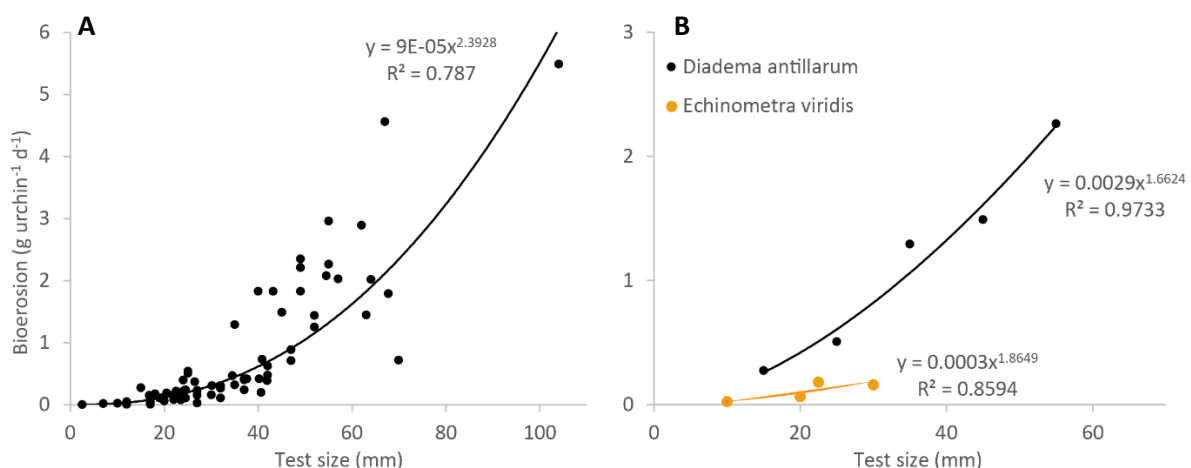 A
y = 9E-05x^2.3928
R² = 0.787
Bioerosion (g urchin⁻¹ d⁻¹)
6
5
4
3
2
1
0
0 20 40 60 80 100
Test size (mm)
B
Diadema antillarum
Echinometra viridis
y = 0.0029x^1.6624
R² = 0.9733
y = 0.0003x^1.8649
R² = 0.8594
3
2
1
0
0 20 40 60
Test size (mm)